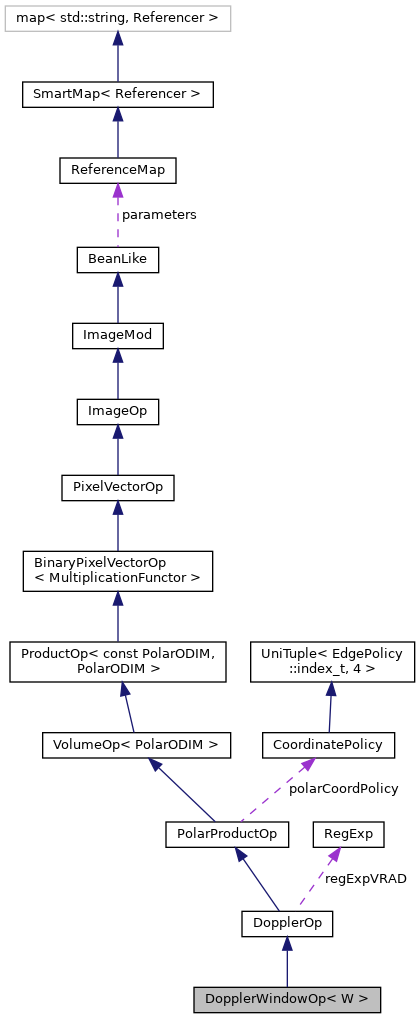 map< std::string, Referencer >
SmartMap< Referencer >
ReferenceMap
parameters
BeanLike
ImageMod
ImageOp
PixelVectorOp
BinaryPixelVectorOp
< MultiplicationFunctor >
ProductOp< const PolarODIM,
PolarODIM >
UniTuple< EdgePolicy
::index_t, 4 >
VolumeOp< PolarODIM >
CoordinatePolicy
polarCoordPolicy
PolarProductOp
RegExp
regExpVRAD
DopplerOp
DopplerWindowOp< W >